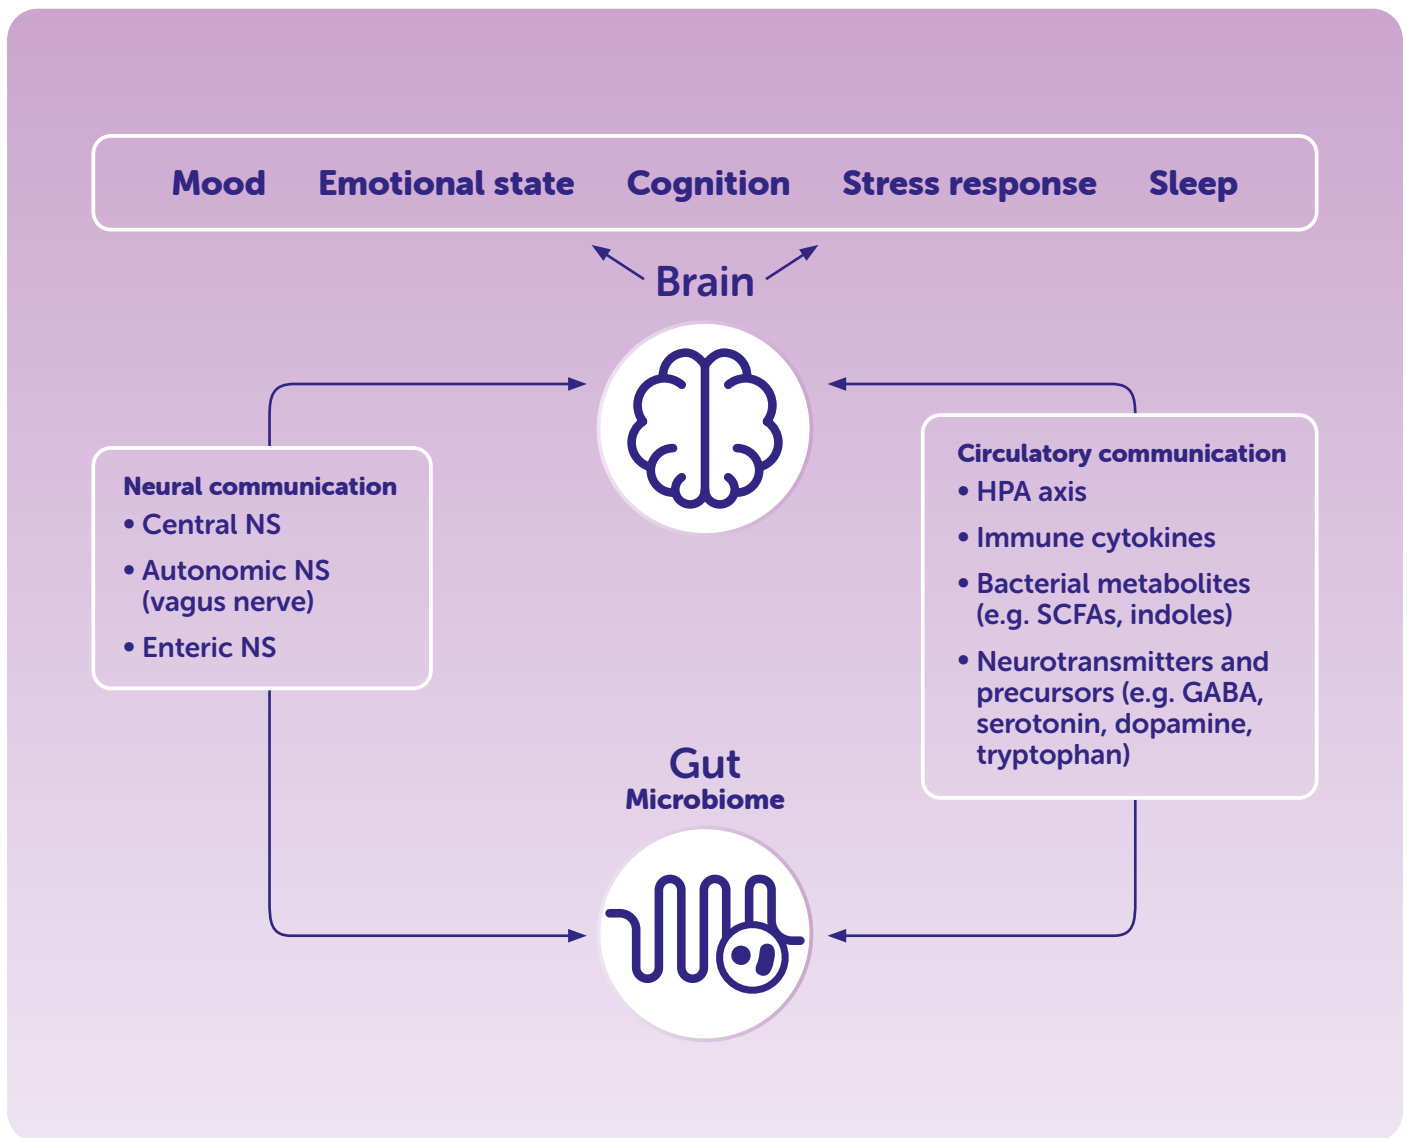 Mood Emotional state Cognition Stress response Sleep
Brain
Neural communication
• Central NS
• Autonomic NS
(vagus nerve)
• Enteric NS
Circulatory communication
• HPA axis
• Immune cytokines
• Bacterial metabolites
(e.g. SCFAs, indoles)
• Neurotransmitters and
precursors (e.g. GABA,
serotonin, dopamine,
tryptophan)
Gut
Microbiome